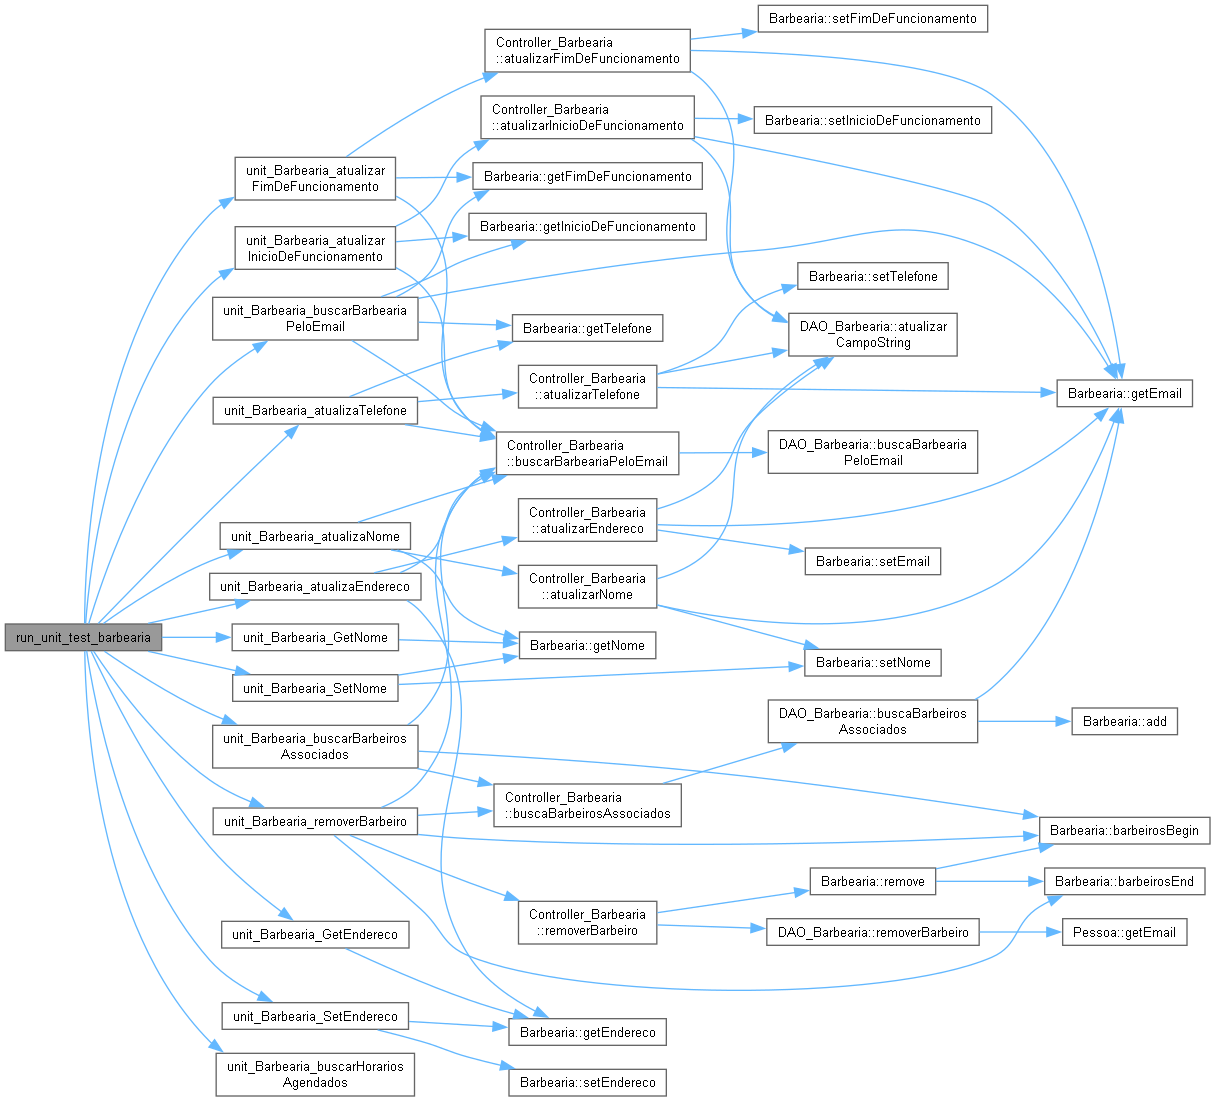 run_unit_test_barbearia
unit_Barbearia_atualizar
FimDeFuncionamento
unit_Barbearia_atualizar
InicioDeFuncionamento
unit_Barbearia_buscarBarbearia
PeloEmail
unit_Barbearia_atualizaTelefone
unit_Barbearia_atualizaNome
unit_Barbearia_atualizaEndereco
unit_Barbearia_GetNome
unit_Barbearia_SetNome
unit_Barbearia_buscarBarbeiros
Associados
unit_Barbearia_removerBarbeiro
unit_Barbearia_GetEndereco
unit_Barbearia_SetEndereco
unit_Barbearia_buscarHorarios
Agendados
Controller_Barbearia
::atualizarFimDeFuncionamento
Controller_Barbearia
::atualizarInicioDeFuncionamento
Barbearia::getFimDeFuncionamento
Barbearia::getInicioDeFuncionamento
Barbearia::getTelefone
Controller_Barbearia
::atualizarTelefone
Controller_Barbearia
::buscarBarbeariaPeloEmail
Controller_Barbearia
::atualizarEndereco
Controller_Barbearia
::atualizarNome
Barbearia::getNome
Controller_Barbearia
::buscaBarbeirosAssociados
Controller_Barbearia
::removerBarbeiro
Barbearia::getEndereco
Barbearia::setEndereco
Barbearia::setFimDeFuncionamento
Barbearia::setInicioDeFuncionamento
Barbearia::setTelefone
DAO_Barbearia::atualizar
CampoString
DAO_Barbearia::buscaBarbearia
PeloEmail
Barbearia::setEmail
Barbearia::setNome
DAO_Barbearia::buscaBarbeiros
Associados
Barbearia::remove
DAO_Barbearia::removerBarbeiro
Barbearia::getEmail
Barbearia::add
Barbearia::barbeirosBegin
Barbearia::barbeirosEnd
Pessoa::getEmail